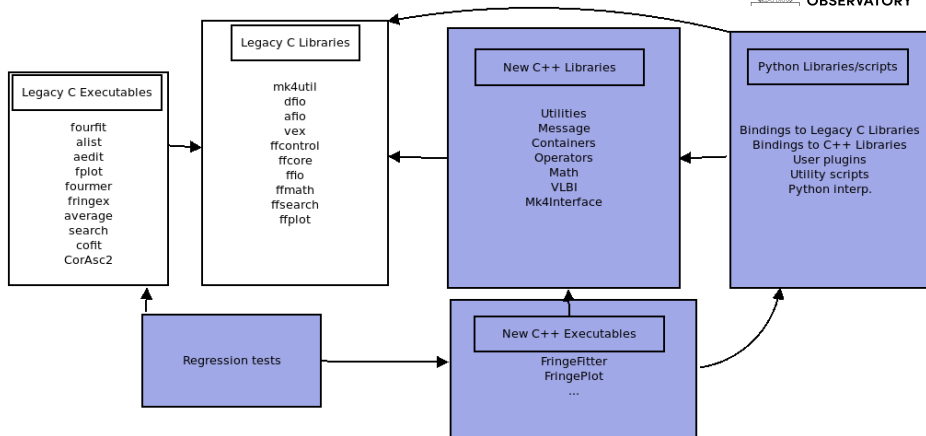 OBSERVATORY
Legacy C Executables
fourfit
alist
aedit
fplot
fourmer
fringex
average
search
cofit
CorAsc2
Legacy C Libraries
mk4util
dfio
afio
vex
ffcontrol
ffcore
ffio
ffmath
ffsearch
ffplot
New C++ Libraries
Utilities
Message
Containers
Operators
Math
VLBI
Mk4Interface
Python Libraries/scripts
Bindings to Legacy C Libraries
Bindings to C++ Libraries
User plugins
Utility scripts
Python interp.
Regression tests
New C++ Executables
FringeFitter
FringePlot
...